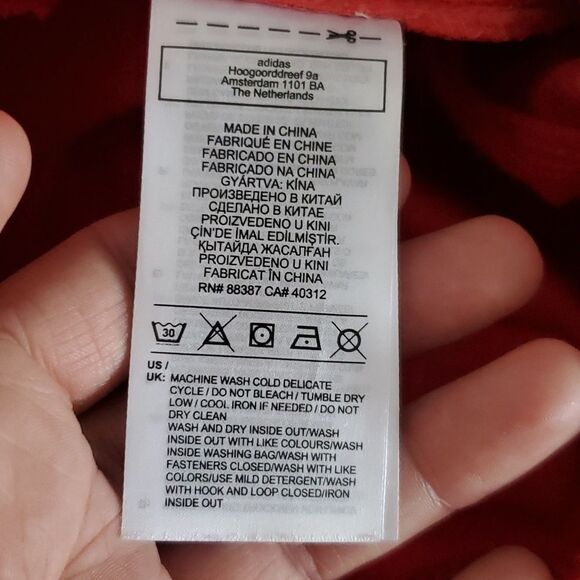 adidas
Hoogoorddreef 9a
Amsterdam 1101 BA
The Netherlands
MADE IN CHINA
FABRIQUÉ EN CHINE
FABRICADO EN CHINA
FABRICADO NA CHINA
GYÁRTVA: KÍNA
ПРОИЗВЕДЕНО В КИТАЙ
СДЕЛАНО В КИТАЕ
PROIZVEDENO U KINI
ÇİN'DE İMAL EDİLMİŞTİR.
ҚЫТАЙДА ЖАСАЛҒАН
PROIZVEDENO U KINI
FABRICAT ÎN CHINA
RN# 88387 CA# 40312
30
US /
UK: MACHINE WASH COLD DELICATE
CYCLE / DO NOT BLEACH / TUMBLE DRY
LOW / COOL IRON IF NEEDED / DO NOT
DRY CLEAN
WASH AND DRY INSIDE OUT/WASH
INSIDE OUT WITH LIKE COLOURS/WASH
INSIDE WASHING BAG/WASH WITH
FASTENERS CLOSED/WASH WITH LIKE
COLORS/USE MILD DETERGENT/WASH
WITH HOOK AND LOOP CLOSED/IRON
INSIDE OUT